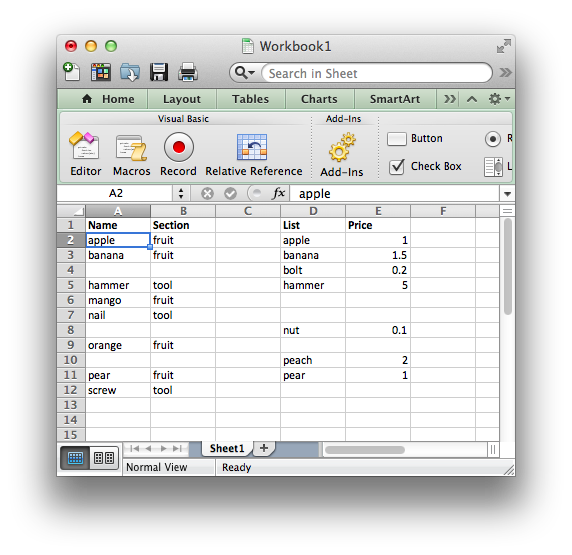 Workbook1
Search in Sheet
Home Layout Tables Charts SmartArt
Visual Basic Add-Ins
Editor Macros Record Relative Reference Add-Ins
Button R
Check Box L
A2 fx apple
A B C D E F
1 Name Section List Price
2 apple fruit apple 1
3 banana fruit banana 1.5
4 bolt 0.2
5 hammer tool hammer 5
6 mango fruit
7 nail tool
8 nut 0.1
9 orange fruit
10 peach 2
11 pear fruit pear 1
12 screw tool
13
14
15
Sheet1
Normal View Ready